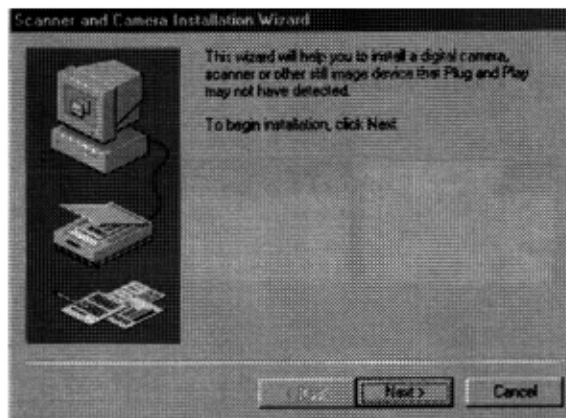 Scanner and Camera Installation Wizard
This wizard will help you to install a digital camera,
scanner or other still image device that Plug and Play
may not have detected.
To begin installation, click Next
< Back
Next >
Cancel